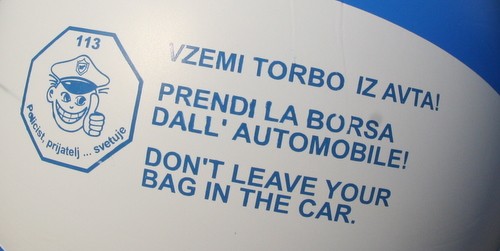 113
Policist, prijatelj ... svetuje
VZEMI TORBO IZ AVTA!
PRENDI LA BORSA
DALL' AUTOMOBILE!
DON'T LEAVE YOUR
BAG IN THE CAR.